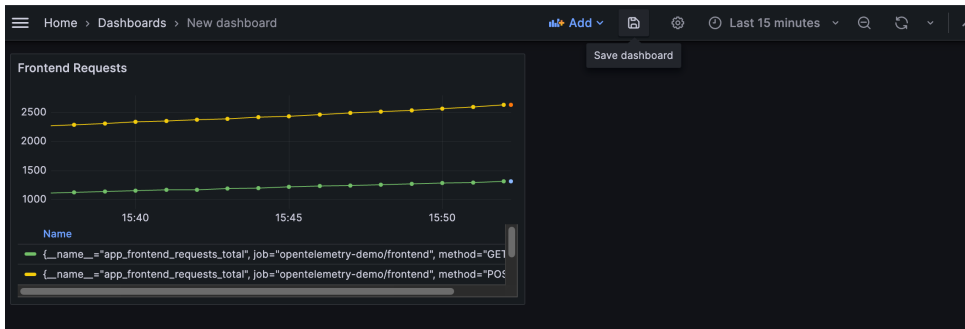 Home > Dashboards > New dashboard
Add
Last 15 minutes
Save dashboard
Frontend Requests
2500
2000
1500
1000
15:40 15:45 15:50
Name
{__name__="app_frontend_requests_total", job="opentelemetry-demo/frontend", method="GET
{__name__="app_frontend_requests_total", job="opentelemetry-demo/frontend", method="POS